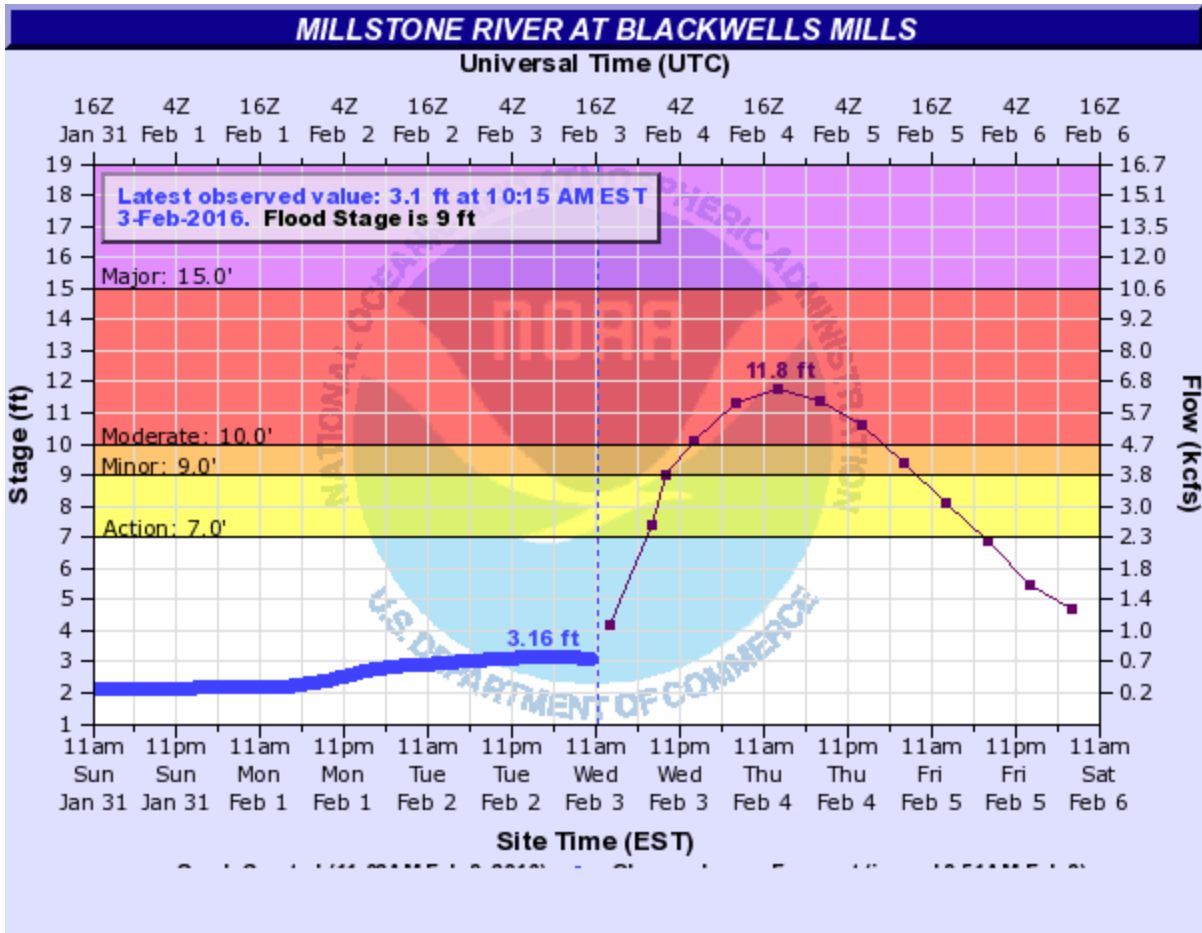 MILLSTONE RIVER AT BLACKWELLS MILLS
Universal Time (UTC)
16Z 4Z 16Z 4Z 16Z 4Z 16Z 4Z 16Z 4Z 16Z 4Z 16Z
Jan 31 Feb 1 Feb 1 Feb 2 Feb 2 Feb 3 Feb 3 Feb 4 Feb 4 Feb 5 Feb 5 Feb 6 Feb 6
Latest observed value: 3.1 ft at 10:15 AM EST
3-Feb-2016. Flood Stage is 9 ft
NATIONAL OCEANIC AND ATMOSPHERIC ADMINISTRATION
NOAA
U.S. DEPARTMENT OF COMMERCE
Stage (ft)
19
18
17
16
15
14
13
12
11
10
9
8
7
6
5
4
3
2
1
Major: 15.0'
Moderate: 10.0'
Minor: 9.0'
Action: 7.0'
11.8 ft
3.16 ft
16.7
15.1
13.5
12.0
10.6
9.2
8.0
6.8
5.7
4.7
3.8
3.0
2.3
1.8
1.4
1.0
0.7
0.2
Flow (kcfs)
11am 11pm 11am 11pm 11am 11pm 11am 11pm 11am 11pm 11am 11pm 11am
Sun Sun Mon Mon Tue Tue Wed Wed Thu Thu Fri Fri Sat
Jan 31 Jan 31 Feb 1 Feb 1 Feb 2 Feb 2 Feb 3 Feb 3 Feb 4 Feb 4 Feb 5 Feb 5 Feb 6
Site Time (EST)